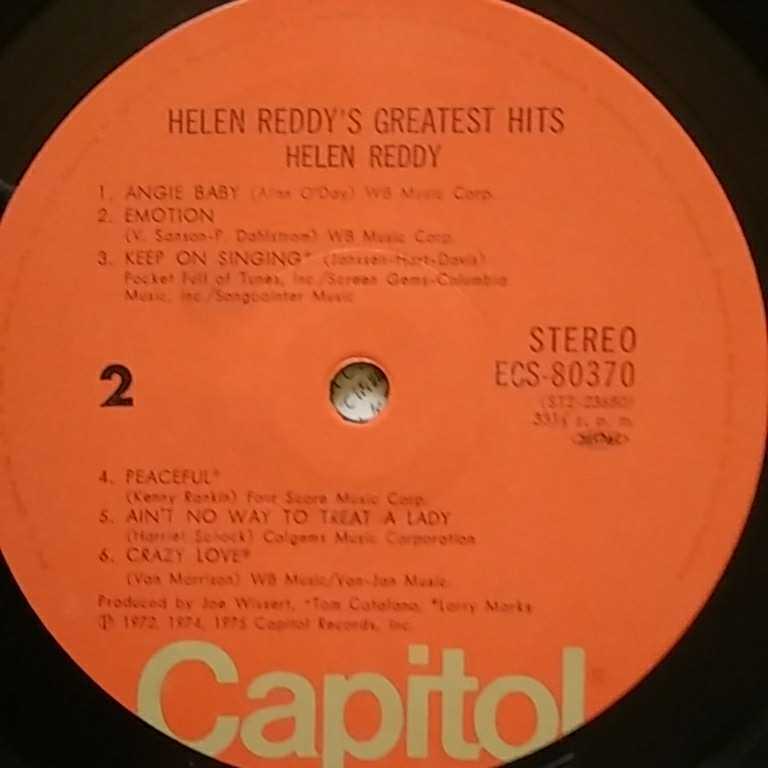 HELEN REDDY'S GREATEST HITS
HELEN REDDY
1. ANGIE BABY (Alan O'Day) WB Music Corp.
2. EMOTION
(V. Sanson-P. Dahlstrom) WB Music Corp.
3. KEEP ON SINGING* (Janssen-Hart-Davis)
Pocket Full of Tunes, Inc./Screen Gems-Columbia
Music, Inc./Songpainter Music
STEREO
2
ECS-80370
33⅓ r. p. m.
4. PEACEFUL*
(Kenny Rankin) Four Score Music Corp.
5. AIN'T NO WAY TO TREAT A LADY
(Harriet Schock) Colgems Music Corporation
6. CRAZY LOVE*
(Van Morrison) WB Music/Van-Jan Music
Produced by Joe Wissert, *Tom Catalano, *Larry Marks
Ⓟ 1972, 1974, 1975 Capitol Records, Inc.
Capitol